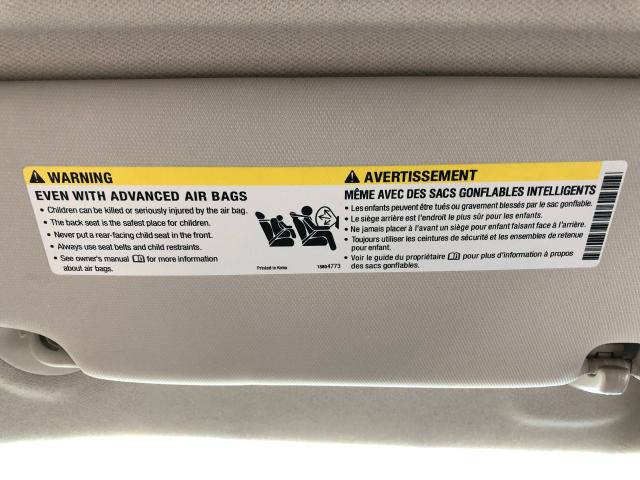 WARNING
EVEN WITH ADVANCED AIR BAGS
• Children can be killed or seriously injured by the air bag.
• The back seat is the safest place for children.
• Never put a rear-facing child seat in the front.
• Always use seat belts and child restraints.
• See owner's manual for more information
about air bags.
Printed in Korea
15804773
AVERTISSEMENT
MÊME AVEC DES SACS GONFLABLES INTELLIGENTS
• Les enfants peuvent être tués ou gravement blessés par le sac gonflable.
• Le siège arrière est l'endroit le plus sûr pour les enfants.
• Ne jamais placer à l'avant un siège pour enfant faisant face à l'arrière.
• Toujours utiliser les ceintures de sécurité et les ensembles de retenue
pour enfant.
• Voir le guide du propriétaire pour plus d'information à propos
des sacs gonflables.